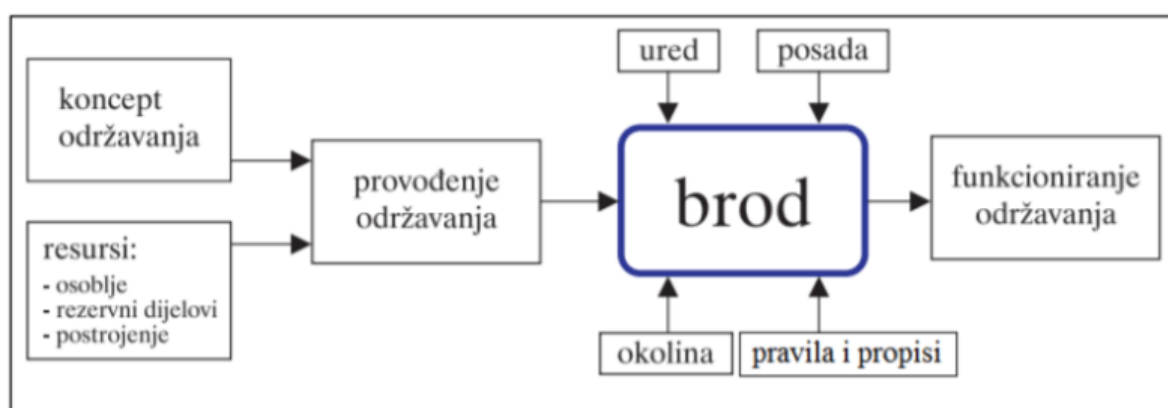 koncept
održavanja
resursi:
- osoblje
- rezervni dijelovi
- postrojenje
provođenje
održavanja
ured
posada
brod
okolina
pravila i propisi
funkcioniranje
održavanja